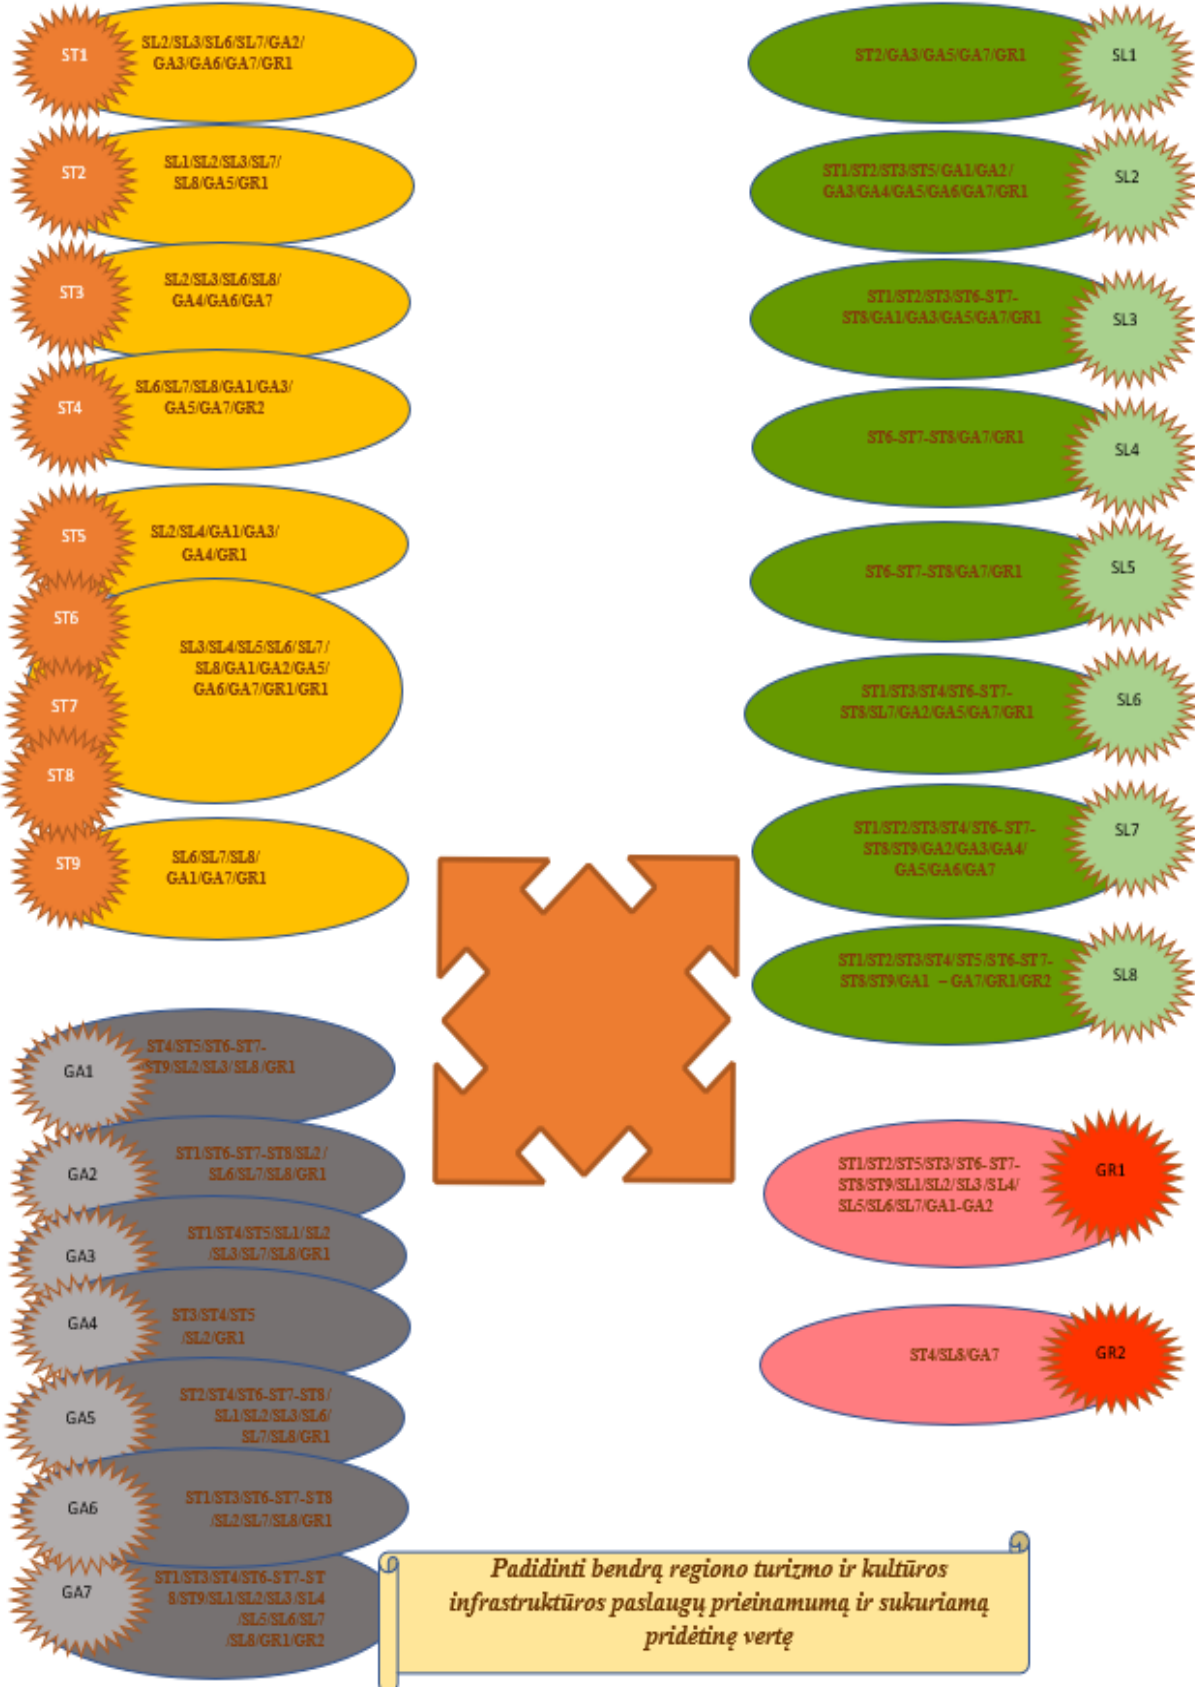 ST1
SL2/SL3/SL6/SL7/GA2/
GA3/GA6/GA7/GR1
ST2
SL1/SL2/SL3/SL7/
SL8/GA5/GR1
ST3
SL2/SL3/SL6/SL8/
GA4/GA6/GA7
ST4
SL6/SL7/SL8/GA1/GA3/
GA5/GA7/GR2
ST5
SL2/SL4/GA1/GA3/
GA4/GR1
ST6
ST7
ST8
SL3/SL4/SL5/SL6/SL7/
SL8/GA1/GA2/GA5/
GA6/GA7/GR1/GR1
ST9
SL6/SL7/SL8/
GA1/GA7/GR1
ST2/GA3/GA5/GA7/GR1
SL1
ST1/ST2/ST3/ST5/GA1/GA2/
GA3/GA4/GA5/GA6/GA7/GR1
SL2
ST1/ST2/ST3/ST6-ST7-
ST8/GA1/GA3/GA5/GA7/GR1
SL3
ST6-ST7-ST8/GA7/GR1
SL4
ST6-ST7-ST8/GA7/GR1
SL5
ST1/ST3/ST4/ST6-ST7-
ST8/SL7/GA2/GA5/GA7/GR1
SL6
ST1/ST2/ST3/ST4/ST6-ST7-
ST8/ST9/GA2/GA3/GA4/
GA5/GA6/GA7
SL7
ST1/ST2/ST3/ST4/ST5/ST6-ST7-
ST8/ST9/GA1 – GA7/GR1/GR2
SL8
GA1
ST4/ST5/ST6-ST7-
ST9/SL2/SL3/SL8/GR1
GA2
ST1/ST6-ST7-ST8/SL2/
SL6/SL7/SL8/GR1
GA3
ST1/ST4/ST5/SL1/SL2
/SL3/SL7/SL8/GR1
GA4
ST3/ST4/ST5
/SL2/GR1
GA5
ST2/ST4/ST6-ST7-ST8/
SL1/SL2/SL3/SL6/
SL7/SL8/GR1
GA6
ST1/ST3/ST6-ST7-ST8
/SL2/SL7/SL8/GR1
GA7
ST1/ST3/ST4/ST6-ST7-ST
8/ST9/SL1/SL2/SL3/SL4
/SL5/SL6/SL7
/SL8/GR1/GR2
ST1/ST2/ST5/ST3/ST6-ST7-
ST8/ST9/SL1/SL2/SL3/SL4/
SL5/SL6/SL7/GA1-GA2
GR1
ST4/SL8/GA7
GR2
Padidinti bendrą regiono turizmo ir kultūros
infrastruktūros paslaugų prieinamumą ir sukuriamą
pridėtinę vertę